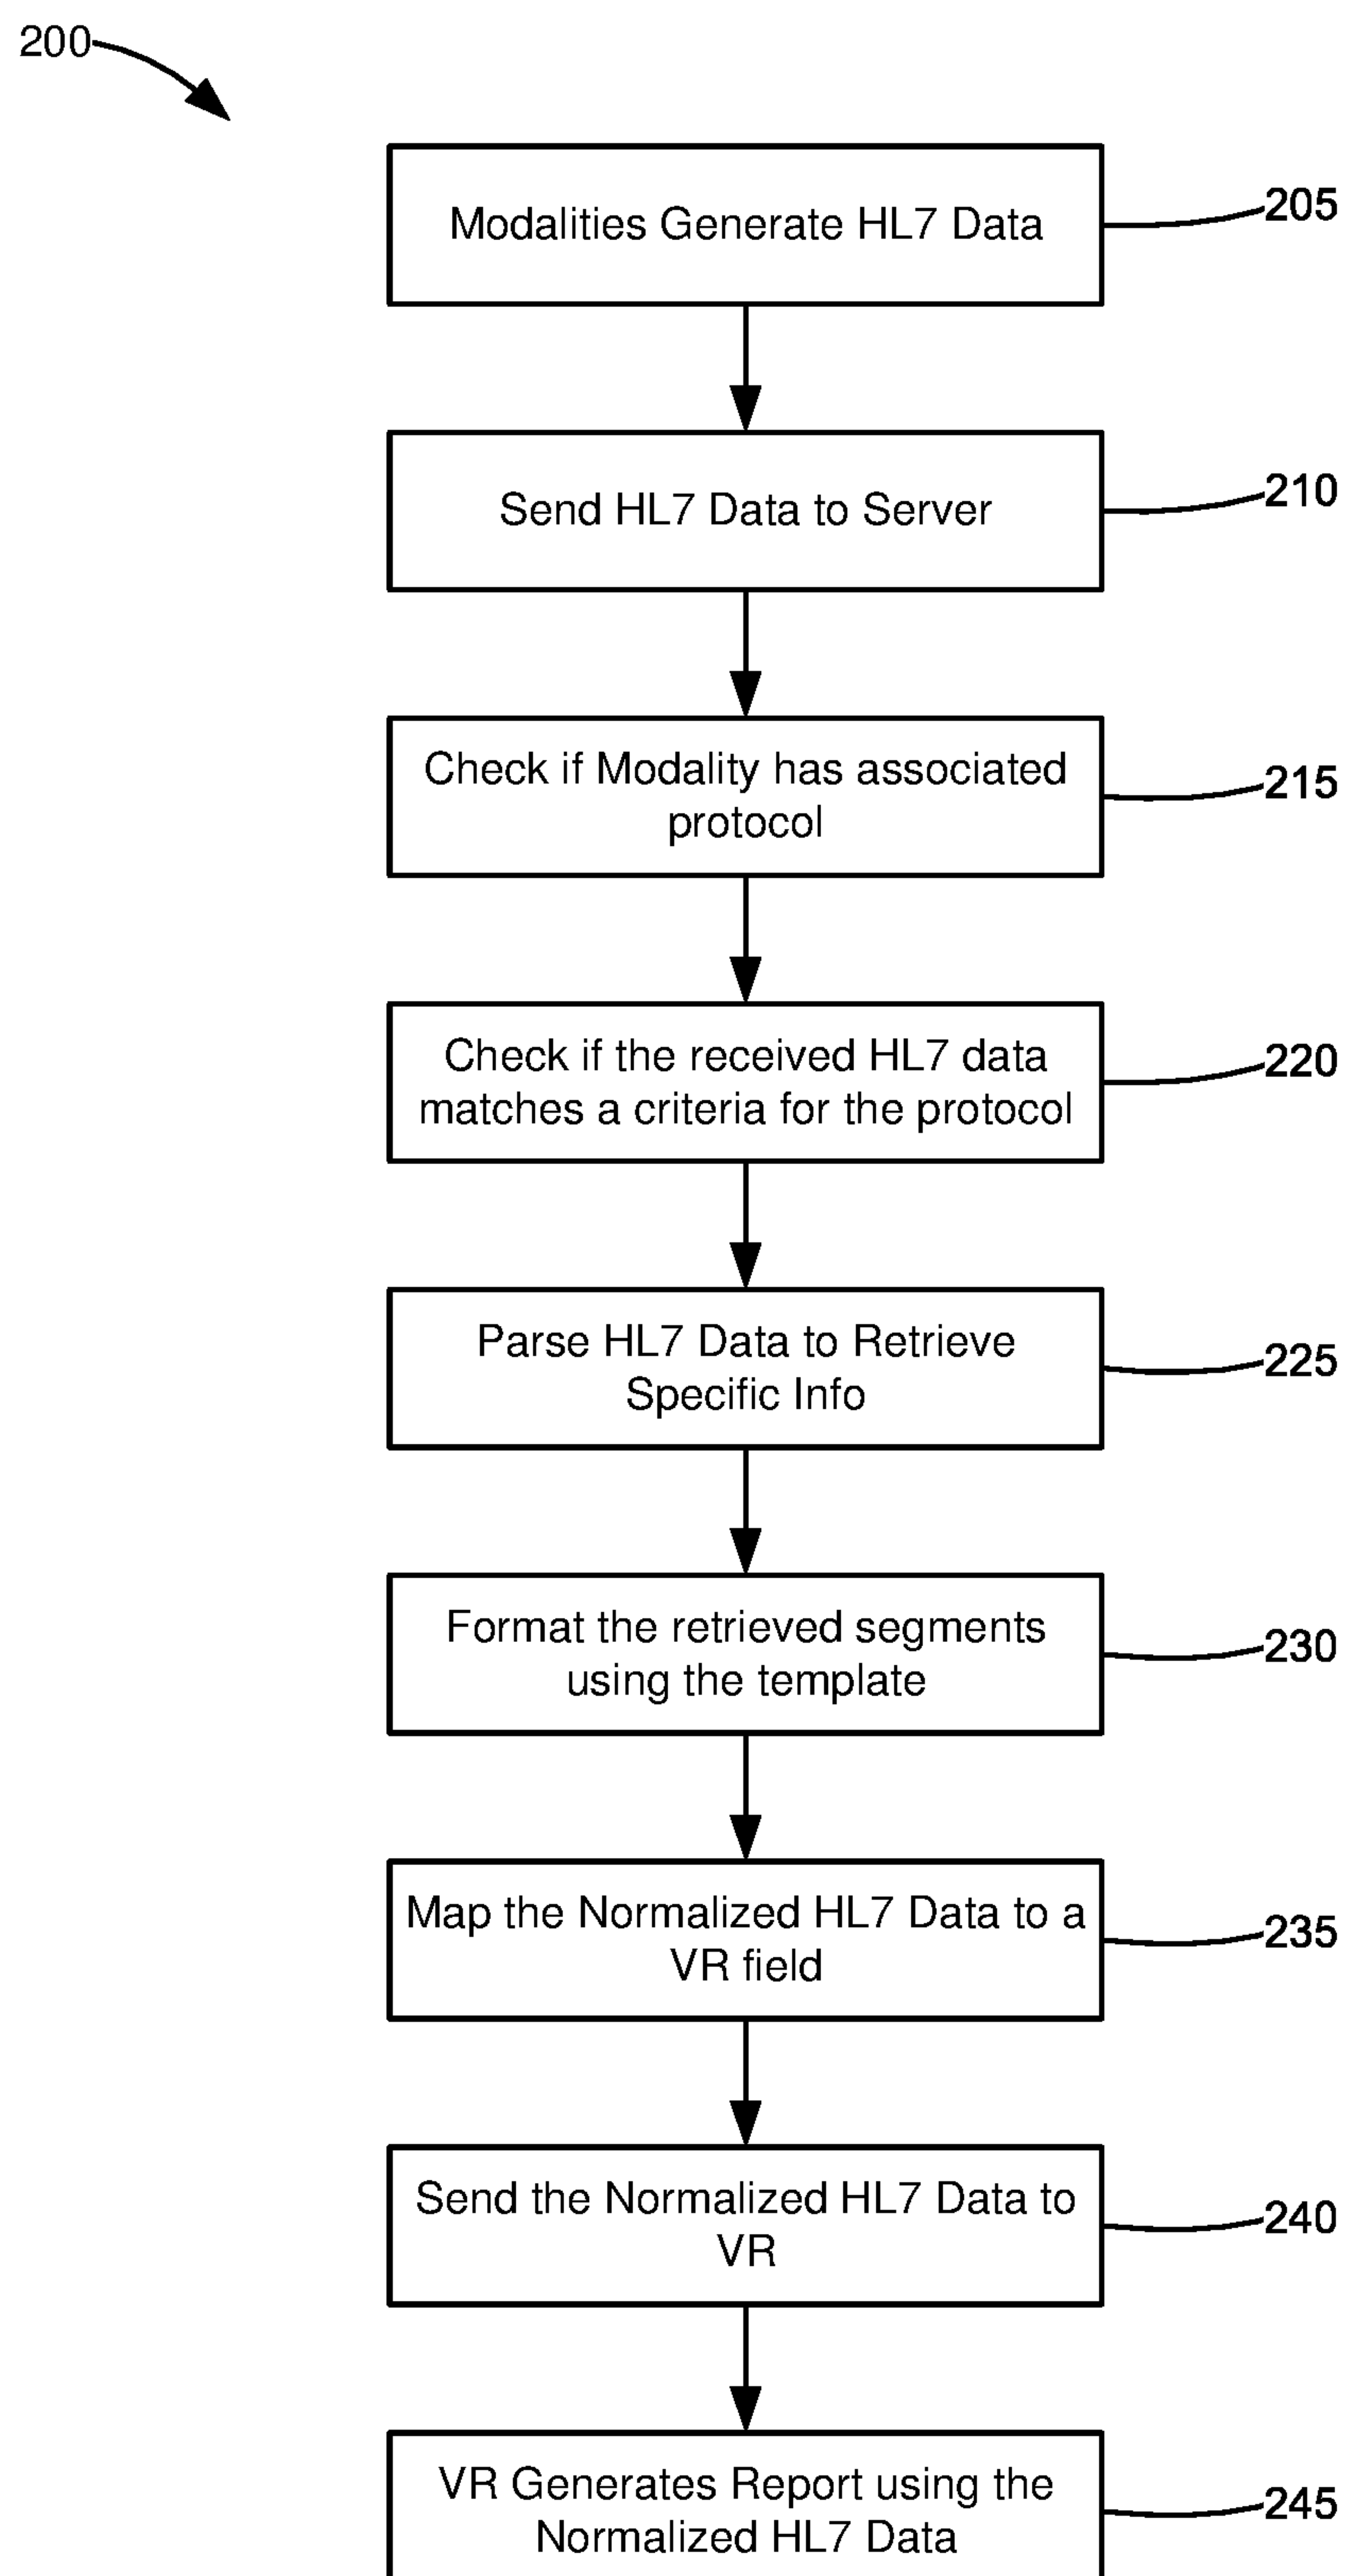 200
Modalities Generate HL7 Data
205
Send HL7 Data to Server
210
Check if Modality has associated
protocol
215
Check if the received HL7 data
matches a criteria for the protocol
220
Parse HL7 Data to Retrieve
Specific Info
225
Format the retrieved segments
using the template
230
Map the Normalized HL7 Data to a
VR field
235
Send the Normalized HL7 Data to
VR
240
VR Generates Report using the
Normalized HL7 Data
245